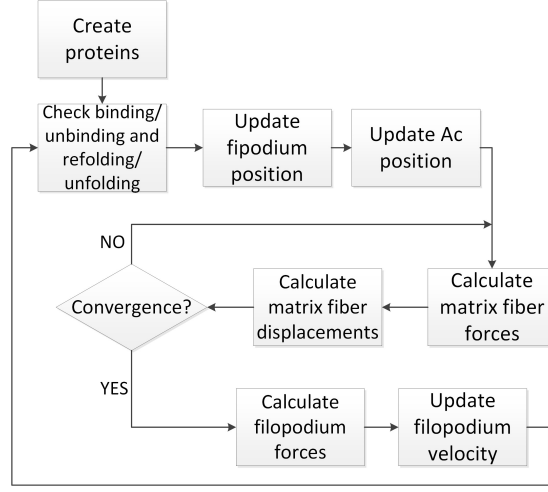 Create
proteins
Check binding/
unbinding and
refolding/
unfolding
Update
fipodium
position
Update Ac
position
NO
Convergence?
Calculate
matrix fiber
displacements
Calculate
matrix fiber
forces
YES
Calculate
filopodium
forces
Update
filopodium
velocity